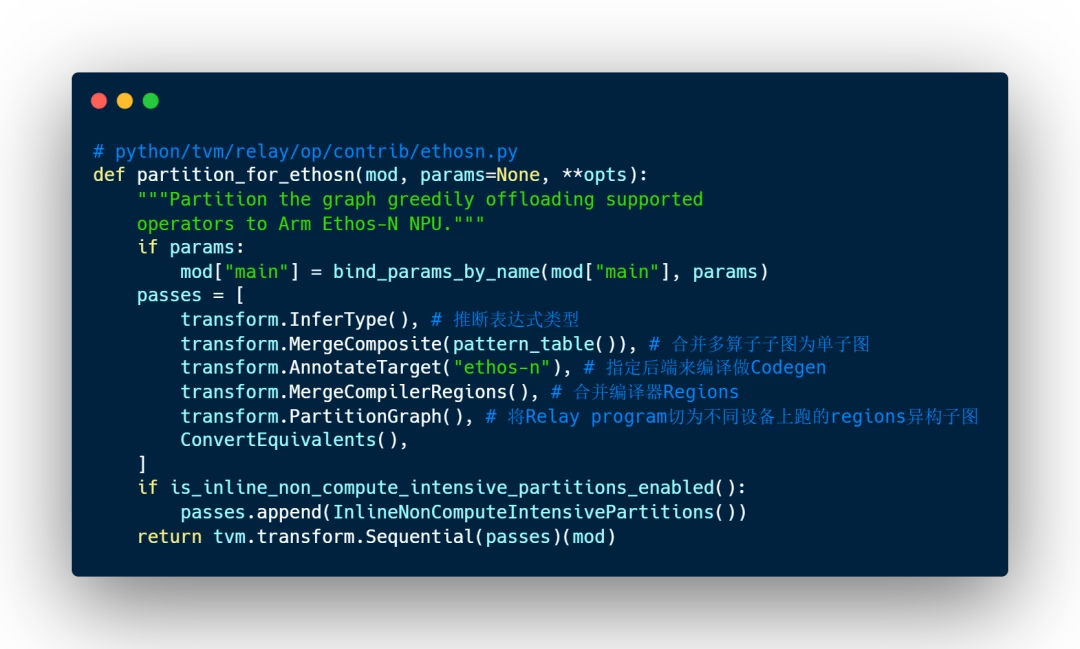 # python/tvm/relay/op/contrib/ethosn.py
def partition_for_ethosn(mod, params=None, **opts):
    """Partition the graph greedily offloading supported
    operators to Arm Ethos-N NPU."""
    if params:
        mod["main"] = bind_params_by_name(mod["main"], params)
    passes = [
        transform.InferType(), # 推断表达式类型
        transform.MergeComposite(pattern_table()), # 合并多算子子图为单子图
        transform.AnnotateTarget("ethos-n"), # 指定后端来编译做Codegen
        transform.MergeCompilerRegions(), # 合并编译器Regions
        transform.PartitionGraph(), # 将Relay program切为不同设备上跑的regions异构子图
        ConvertEquivalents(),
    ]
    if is_inline_non_compute_intensive_partitions_enabled():
        passes.append(InlineNonComputeIntensivePartitions())
    return tvm.transform.Sequential(passes)(mod)